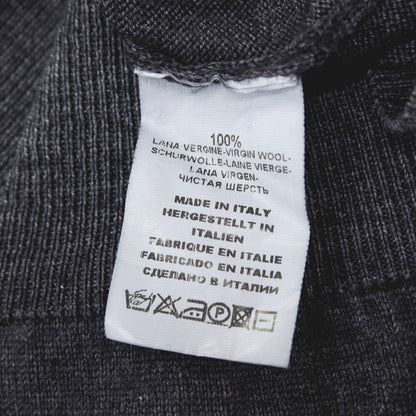 100%
LANA VERGINE-VIRGIN WOOL-
SCHURWOLLE-LAINE VIERGE-
LANA VIRGEN-
ЧИСТАЯ ШЕРСТЬ
MADE IN ITALY
HERGESTELLT IN
ITALIEN
FABRIQUE EN ITALIE
FABRICADO EN ITALIA
СДЕЛАНО В ИТАЛИИ
P